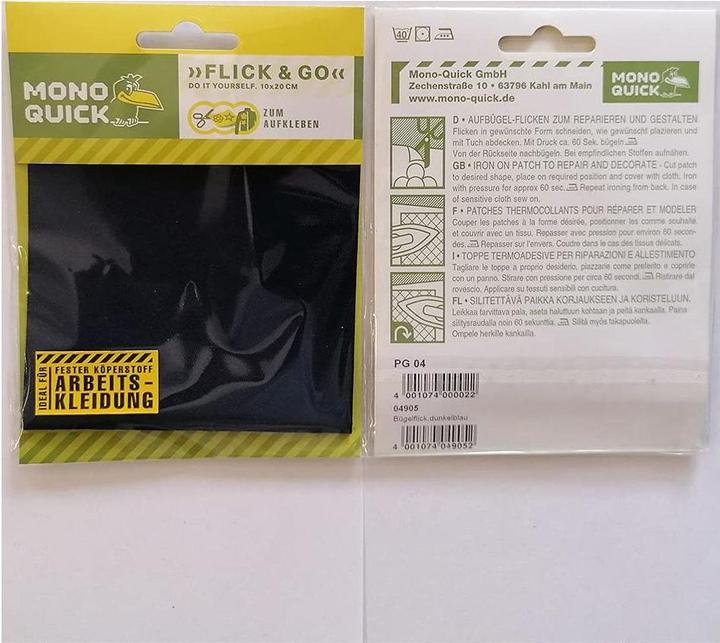 MONO
QUICK
»FLICK & GO«
DO IT YOURSELF. 10x20 CM
ZUM
AUFKLEBEN
IDEAL FÜR
FESTER KÖPERSTOFF
ARBEITS-
KLEIDUNG
40
Mono-Quick GmbH
Zechenstraße 10 • 63796 Kahl am Main
www.mono-quick.de
MONO
QUICK
D • AUFBÜGEL-FLICKEN ZUM REPARIEREN UND GESTALTEN
Flicken in gewünschte Form schneiden, wie gewünscht plazieren und
mit Tuch abdecken. Mit Druck ca. 60 Sek. bügeln.
Von der Rückseite nachbügeln. Bei empfindlichen Stoffen aufnähen.
GB • IRON ON PATCH TO REPAIR AND DECORATE - Cut patch
to desired shape, place on required position and cover with cloth. Iron
with pressure for approx 60 sec. Repeat ironing from back. In case
of sensitive cloth sew on.
F • PATCHES THERMOCOLLANTS POUR RÉPARER ET MODELER
Couper les patches à la forme désirée, positionner les comme souhaité
et couvrir avec un tissu. Repasser avec pression pour environ 60 secon-
des. Repasser sur l'envers. Coudre dans le cas des tissus délicats.
I • TOPPE TERMOADESIVE PER RIPARAZIONI E ALLESTIMENTO
Tagliare le toppe a proprio desiderio, piazzarle come preferito e coprirle
con un panno. Stirare con pressione per circa 60 secondi. Ristirare dal
rovescio. Applicare su tessuti sensibili con cucitura.
FL • SILITETTÄVÄ PAIKKA KORJAUKSEEN JA KORISTELUUN.
Leikkaa tarvittava pala, aseta haluttuun kohtaan ja peitä kankaalla. Paina
silitysraudalla noin 60 sekunttia. Silitä myös takapuolelta.
Ompele herkille kankailla.
PG 04
4 001074 000022
04905
Bügelflick,dunkelblau
4 001074 049052